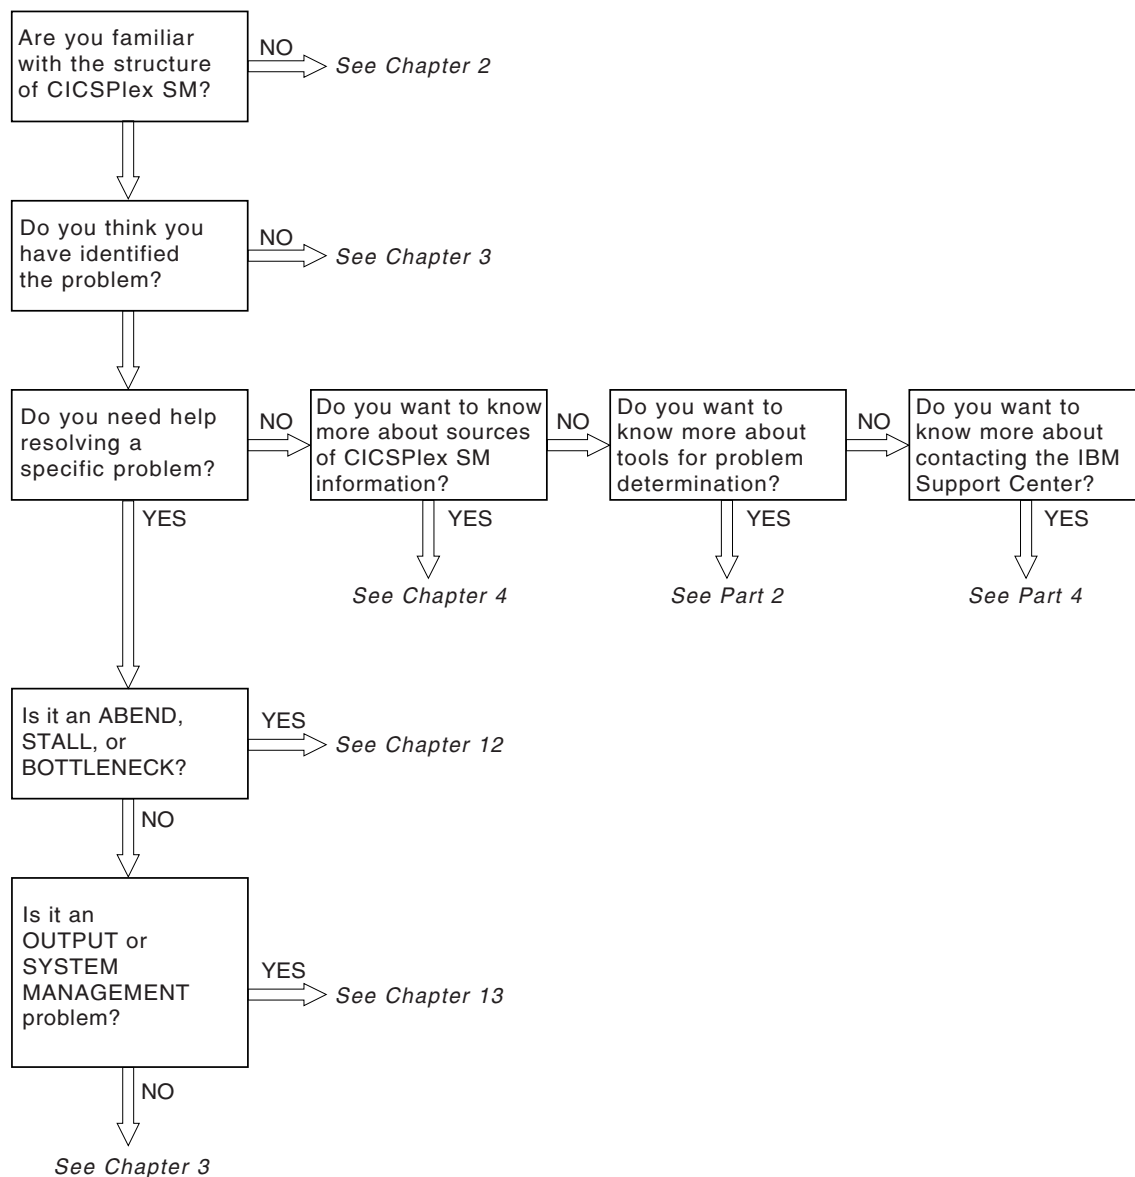 Are you familiar
with the structure
of CICSPlex SM?
NO
See Chapter 2
Do you think you
have identified
the problem?
NO
See Chapter 3
Do you need help
resolving a
specific problem?
NO
YES
Do you want to know
more about sources
of CICSPlex SM
information?
NO
YES
See Chapter 4
Do you want to
know more about
tools for problem
determination?
NO
YES
See Part 2
Do you want to
know more about
contacting the IBM
Support Center?
YES
See Part 4
Is it an ABEND,
STALL, or
BOTTLENECK?
YES
See Chapter 12
NO
Is it an
OUTPUT or
SYSTEM
MANAGEMENT
problem?
YES
See Chapter 13
NO
See Chapter 3